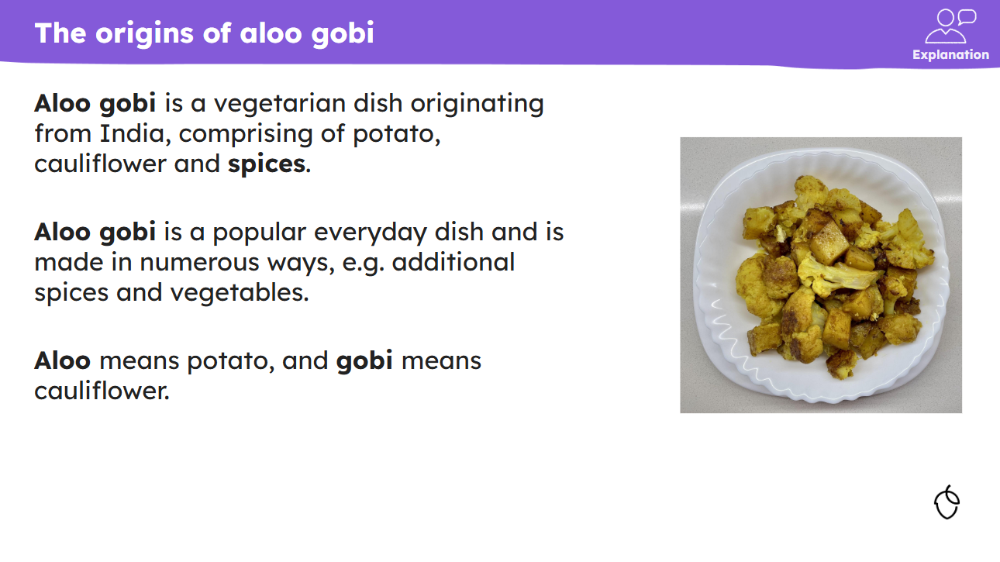 The origins of aloo gobi
Explanation
Aloo gobi is a vegetarian dish originating
from India, comprising of potato,
cauliflower and spices.
Aloo gobi is a popular everyday dish and is
made in numerous ways, e.g. additional
spices and vegetables.
Aloo means potato, and gobi means
cauliflower.